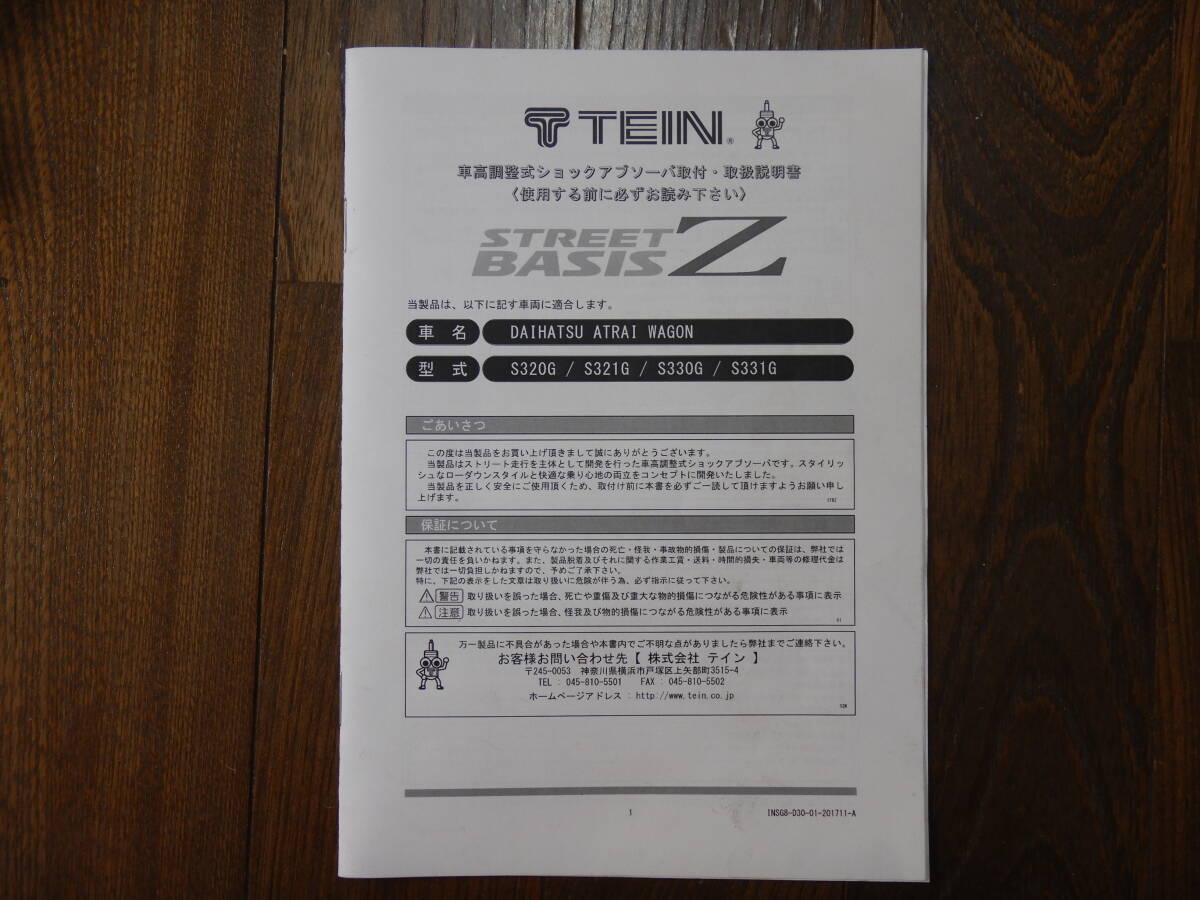 TEIN®
車高調整式ショックアブソーバ取付・取扱説明書
〈使用する前に必ずお読み下さい〉
STREET
BASIS Z
当製品は、以下に記す車両に適合します。
車 名 DAIHATSU ATRAI WAGON
型 式 S320G / S321G / S330G / S331G
ごあいさつ
この度は当製品をお買い上げ頂きまして誠にありがとうございます。
当製品はストリート走行を主体として開発を行った車高調整式ショックアブソーバです。スタイリッ
シュなローダウンスタイルと快適な乗り心地の両立をコンセプトに開発いたしました。
当製品を正しく安全にご使用頂くため、取付け前に本書を必ずご一読して頂けますようお願い申し
上げます。
保証について
本書に記載されている事項を守らなかった場合の死亡・怪我・事故物的損傷・製品についての保証は、弊社では
一切の責任を負いかねます。また、製品脱着及びそれに関する作業工賃・送料・時間的損失・車両等の修理代金は
弊社では一切負担しかねますので、予めご了承下さい。
特に、下記の表示をした文章は取り扱いに危険が伴う為、必ず指示に従って下さい。
警告 取り扱いを誤った場合、死亡や重傷及び重大な物的損傷につながる危険性がある事項に表示
注意 取り扱いを誤った場合、怪我及び物的損傷につながる危険性がある事項に表示
万一製品に不具合があった場合や本書内でご不明な点がありましたら弊社までご連絡下さい。
お客様お問い合わせ先【 株式会社 テイン 】
〒245-0053 神奈川県横浜市戸塚区上矢部町3515-4
TEL : 045-810-5501 FAX : 045-810-5502
ホームページアドレス : http://www.tein.co.jp
1
INSG8-D30-01-201711-A